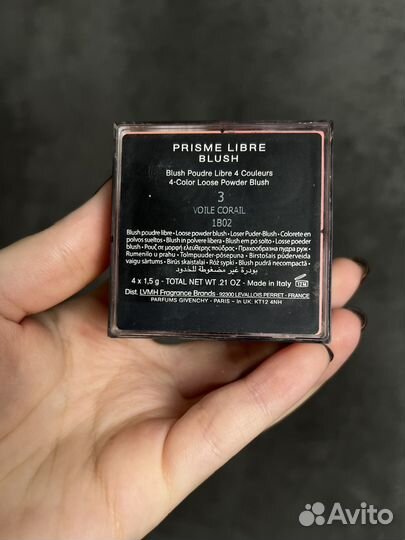 PRISME LIBRE
BLUSH
Blush Poudre Libre 4 Couleurs
4-Color Loose Powder Blush
3
VOILE CORAIL
1B02
Blush poudre libre • Loose powder blush • Loser Puder-Blush • Colorete en
polvos sueltos • Blush in polvere libera • Blush em pó solto • Losse poeder
blush • Ρουζ σε μορφή ελεύθερης πούδρας • Прахообразна пудра руж •
Rumenilo u prahu • Tolmpuuder-põsepuna • Birstošais pūderveida
vaigu sārtums • Birūs skaistalai • Róż sypki • Blush pudră necompactă •
بودرة غير مضغوطة للخدود
4 x 1,5 g - TOTAL NET WT .21 OZ - Made in Italy 12 M
Dist. LVMH Fragrance Brands - 92300 LEVALLOIS PERRET - FRANCE
PARFUMS GIVENCHY - PARIS - In UK: KT12 4NH
Avito